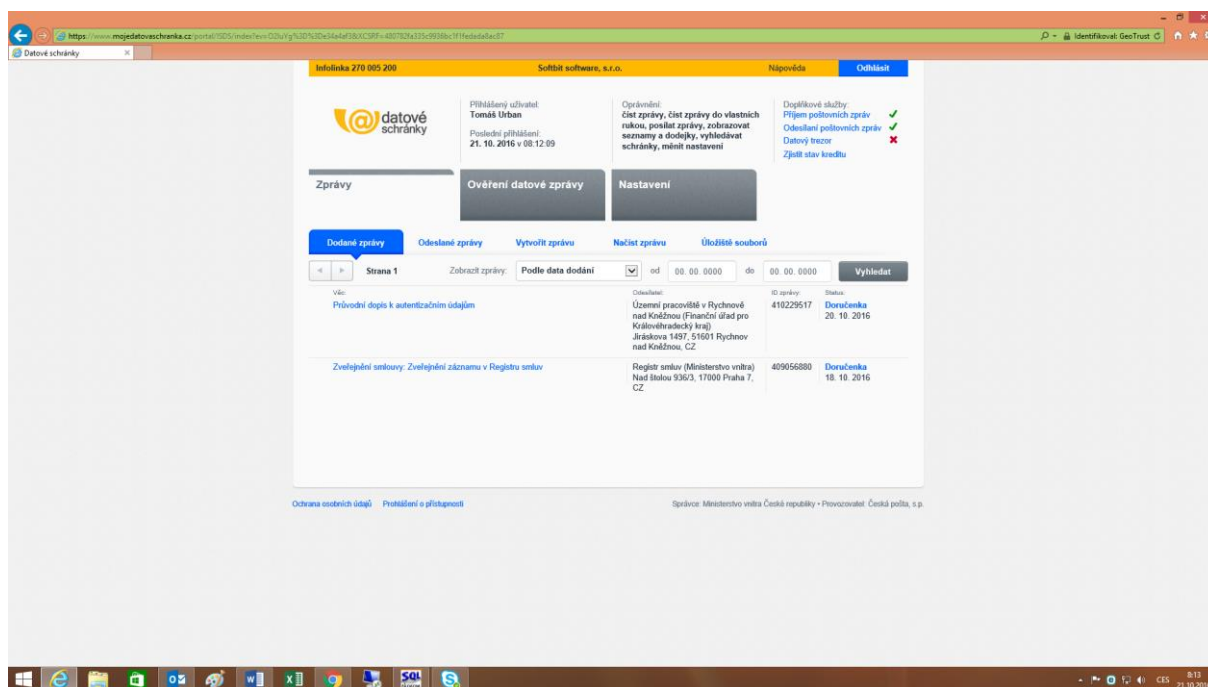 https://www.mojedatovaschranka.cz/portal/ISDS/
Identifikoval: GeoTrust
Datové schránky
Infolinka 270 005 200
Softbit software, s.r.o.
Nápověda
Odhlásit
datové
schránky
Přihlášený uživatel:
Tomáš Urban
Poslední přihlášení:
21. 10. 2016 v 08:12:09
Oprávnění:
číst zprávy, číst zprávy do vlastních
rukou, posílat zprávy, zobrazovat
seznamy a dodejky, vyhledávat
schránky, měnit nastavení
Doplňkové služby:
Příjem poštovních zpráv
Odesílaní poštovních zpráv
Datový trezor
Zjistit stav kreditu
Zprávy
Ověření datové zprávy
Nastavení
Dodané zprávy
Odeslané zprávy
Vytvořit zprávu
Načíst zprávu
Úložiště souborů
Strana 1
Zobrazit zprávy:
Podle data dodání
od
00. 00. 0000
do
00. 00. 0000
Vyhledat
Věc:
Odesílatel:
ID zprávy:
Status:
Průvodní dopis k autentizačním údajům
Územní pracoviště v Rychnově
nad Kněžnou (Finanční úřad pro
Královéhradecký kraj)
Jiráskova 1497, 51601 Rychnov
nad Kněžnou, CZ
410229517
Doručenka
20. 10. 2016
Zveřejnění smlouvy: Zveřejnění záznamu v Registru smluv
Registr smluv (Ministerstvo vnitra)
Nad štolou 936/3, 17000 Praha 7,
CZ
409056880
Doručenka
18. 10. 2016
Ochrana osobních údajů
Prohlášení o přístupnosti
Správce: Ministerstvo vnitra České republiky • Provozovatel: Česká pošta, s.p.
SQL
CES
8:13